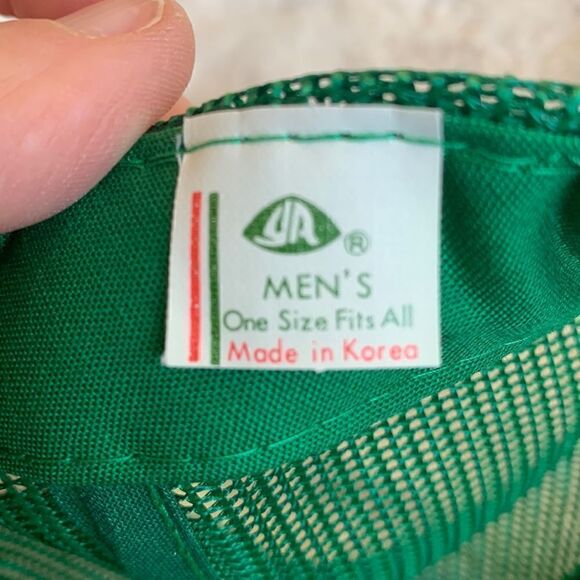 YA ®
MEN'S
One Size Fits All
Made in Korea